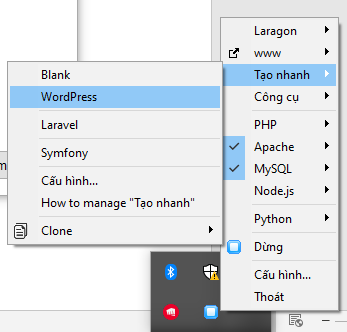 Laragon
www
Tạo nhanh
Công cụ
PHP
Apache
MySQL
Node.js
Python
Dừng
Cấu hình...
Thoát
Blank
WordPress
Laravel
Symfony
Cấu hình...
How to manage "Tạo nhanh"
Clone
m